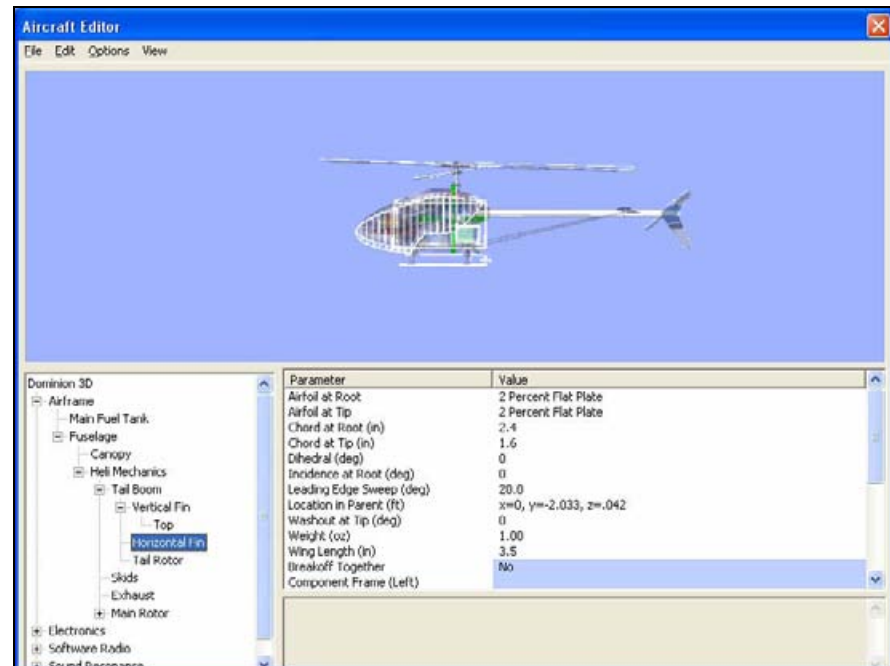 Aircraft Editor
File Edit Options View
Dominion 3D
Airframe
Main Fuel Tank
Fuselage
Canopy
Heli Mechanics
Tail Boom
Vertical Fin
Top
Horizontal Fin
Tail Rotor
Skids
Exhaust
Main Rotor
Electronics
Software Radio
Sound Resonance
Parameter Value
Airfoil at Root 2 Percent Flat Plate
Airfoil at Tip 2 Percent Flat Plate
Chord at Root (in) 2.4
Chord at Tip (in) 1.6
Dihedral (deg) 0
Incidence at Root (deg) 0
Leading Edge Sweep (deg) 20.0
Location in Parent (ft) x=0, y=-2.033, z=.042
Washout at Tip (deg) 0
Weight (oz) 1.00
Wing Length (in) 3.5
Breakoff Together No
Component Frame (Left)